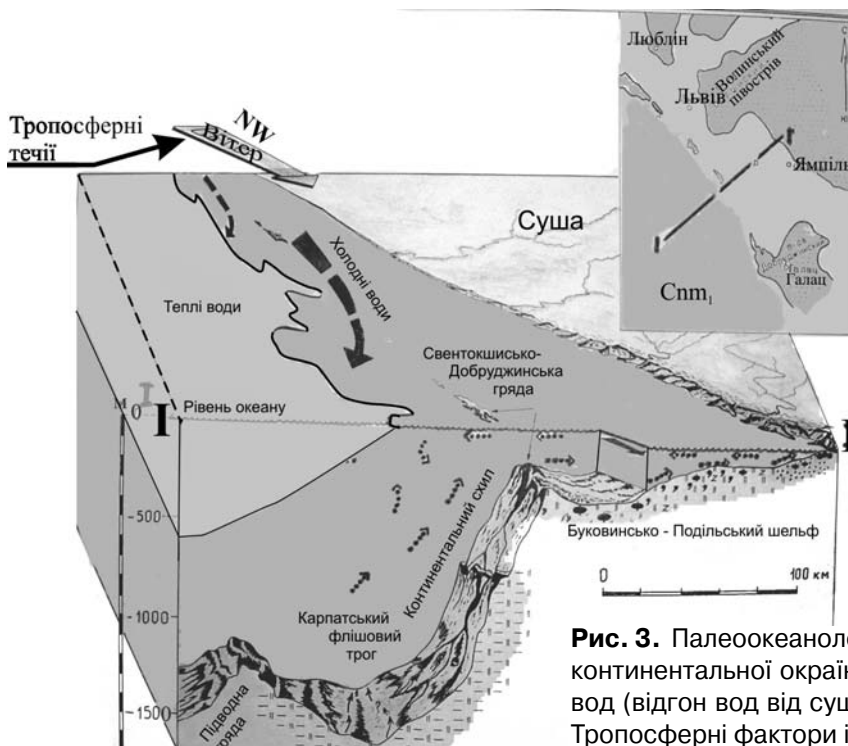 Тропосферні
течії
NW
Вітер
Суша
Холодні води
Теплі води
Свентокшисько-
Добруджинська
гряда
Рівень океану
М
0
I
I
-500
-1000
-1500
Континентальний схил
Карпатський
флішовий
трог
Підводна
гряда
Буковинсько - Подільський шельф
0
100 км
Люблін
Львів
Волинський
півострів
Ямпіль
I
I
Галац
Cnm₁
Рис. 3. Палеоокеаноло
континентальної окраїн
вод (відгон вод від суш
Тропосферні фактори і